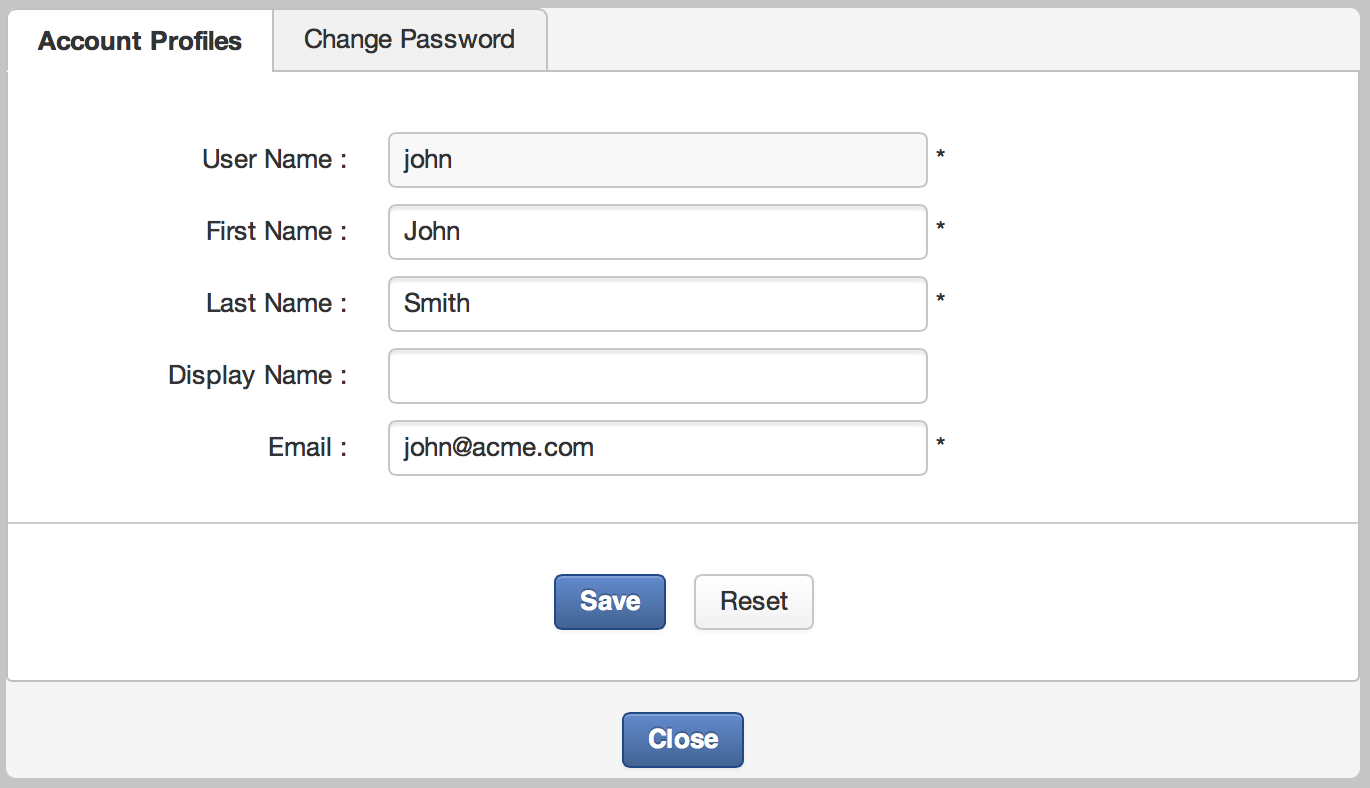 Account Profiles Change Password
User Name : john *
First Name : John *
Last Name : Smith *
Display Name :
Email : john@acme.com *
Save Reset
Close